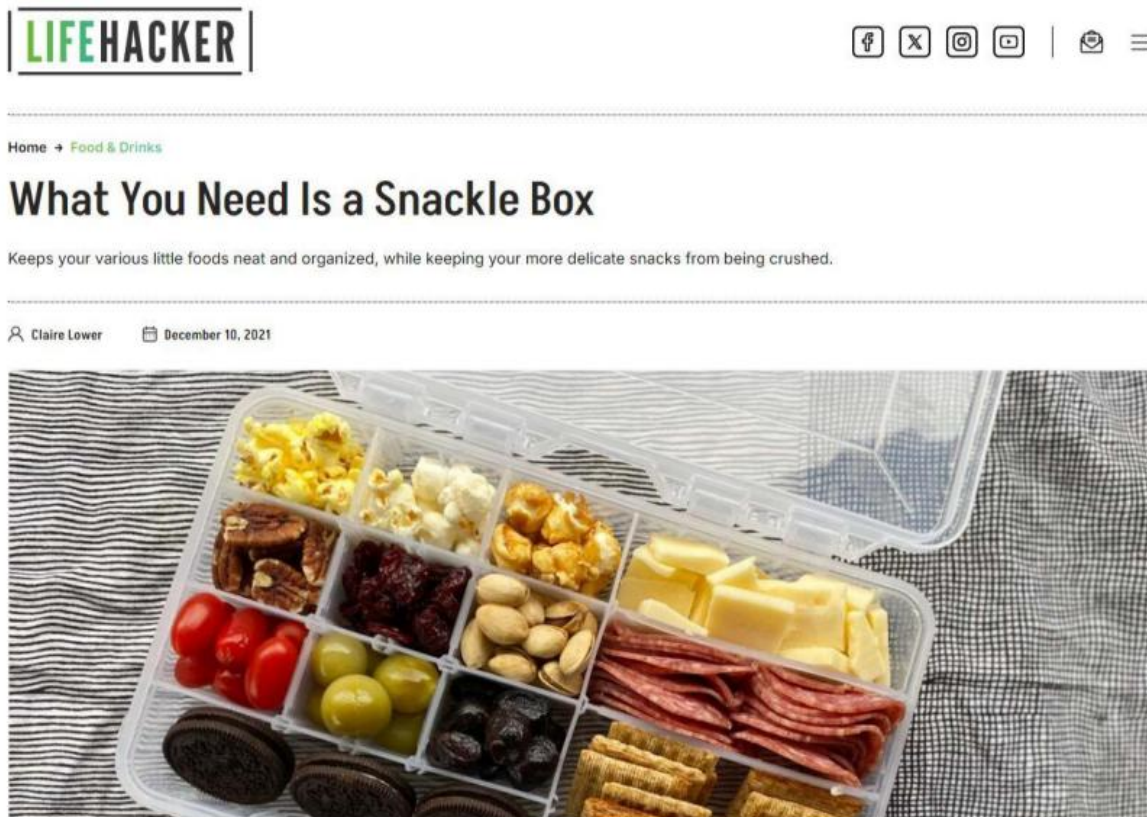 LIFEHACKER
Home → Food & Drinks
What You Need Is a Snackle Box
Keeps your various little foods neat and organized, while keeping your more delicate snacks from being crushed.
Claire Lower December 10, 2021